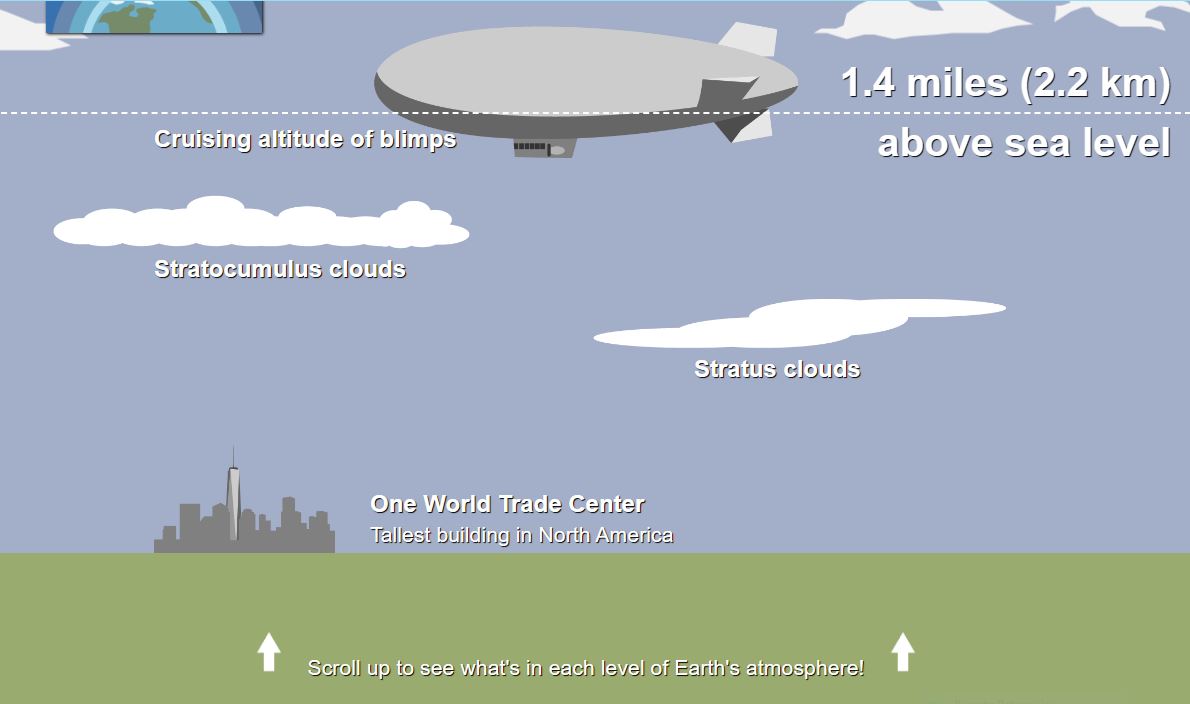 1.4 miles (2.2 km)
above sea level
Cruising altitude of blimps
Stratocumulus clouds
Stratus clouds
One World Trade Center
Tallest building in North America
Scroll up to see what's in each level of Earth's atmosphere!